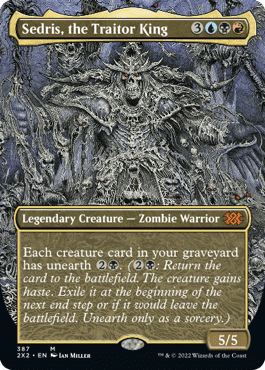 Sedris, the Traitor King 3
Legendary Creature — Zombie Warrior
Each creature card in your graveyard
has unearth 2. (2: Return the
card to the battlefield. The creature gains
haste. Exile it at the beginning of the
next end step or if it would leave the
battlefield. Unearth only as a sorcery.)
5/5
387 M
2X2 • EN Ian Miller
™ & © 2022 Wizards of the Coast